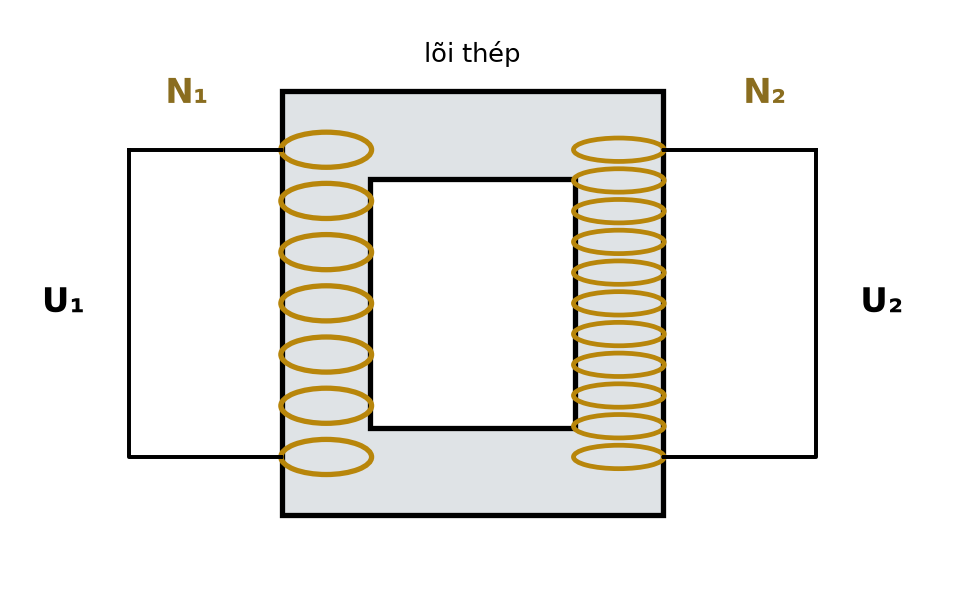 lõi thép
N₁
N₂
U₁
U₂